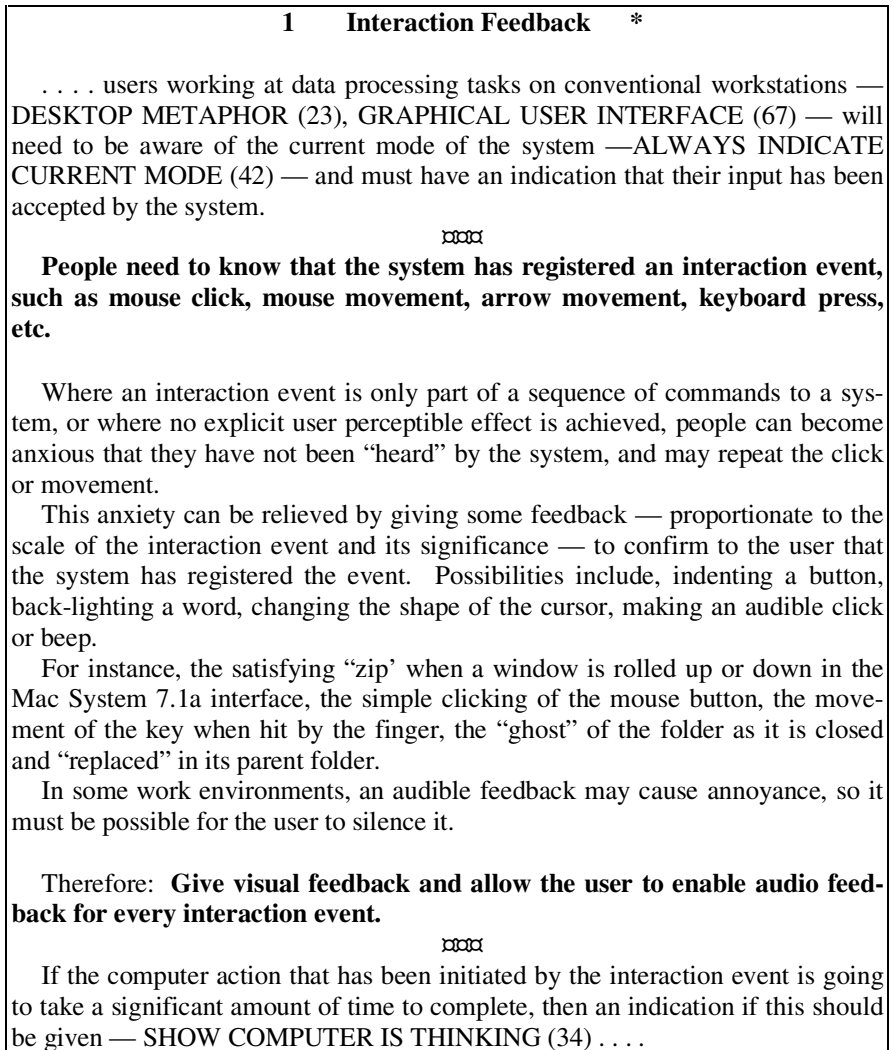 1 Interaction Feedback *
. . . . users working at data processing tasks on conventional workstations —
DESKTOP METAPHOR (23), GRAPHICAL USER INTERFACE (67) — will
need to be aware of the current mode of the system —ALWAYS INDICATE
CURRENT MODE (42) — and must have an indication that their input has been
accepted by the system.
¤¤¤
People need to know that the system has registered an interaction event,
such as mouse click, mouse movement, arrow movement, keyboard press,
etc.
Where an interaction event is only part of a sequence of commands to a sys-
tem, or where no explicit user perceptible effect is achieved, people can become
anxious that they have not been “heard” by the system, and may repeat the click
or movement.
This anxiety can be relieved by giving some feedback — proportionate to the
scale of the interaction event and its significance — to confirm to the user that
the system has registered the event. Possibilities include, indenting a button,
back-lighting a word, changing the shape of the cursor, making an audible click
or beep.
For instance, the satisfying “zip’ when a window is rolled up or down in the
Mac System 7.1a interface, the simple clicking of the mouse button, the move-
ment of the key when hit by the finger, the “ghost” of the folder as it is closed
and “replaced” in its parent folder.
In some work environments, an audible feedback may cause annoyance, so it
must be possible for the user to silence it.
Therefore: Give visual feedback and allow the user to enable audio feed-
back for every interaction event.
¤¤¤
If the computer action that has been initiated by the interaction event is going
to take a significant amount of time to complete, then an indication if this should
be given — SHOW COMPUTER IS THINKING (34) . . . .